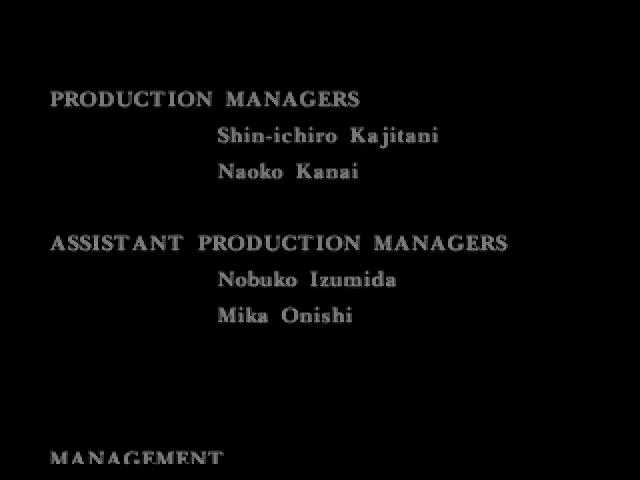 PRODUCTION MANAGERS
Shin-ichiro Kajitani
Naoko Kanai
ASSISTANT PRODUCTION MANAGERS
Nobuko Izumida
Mika Onishi
MANAGEMENT